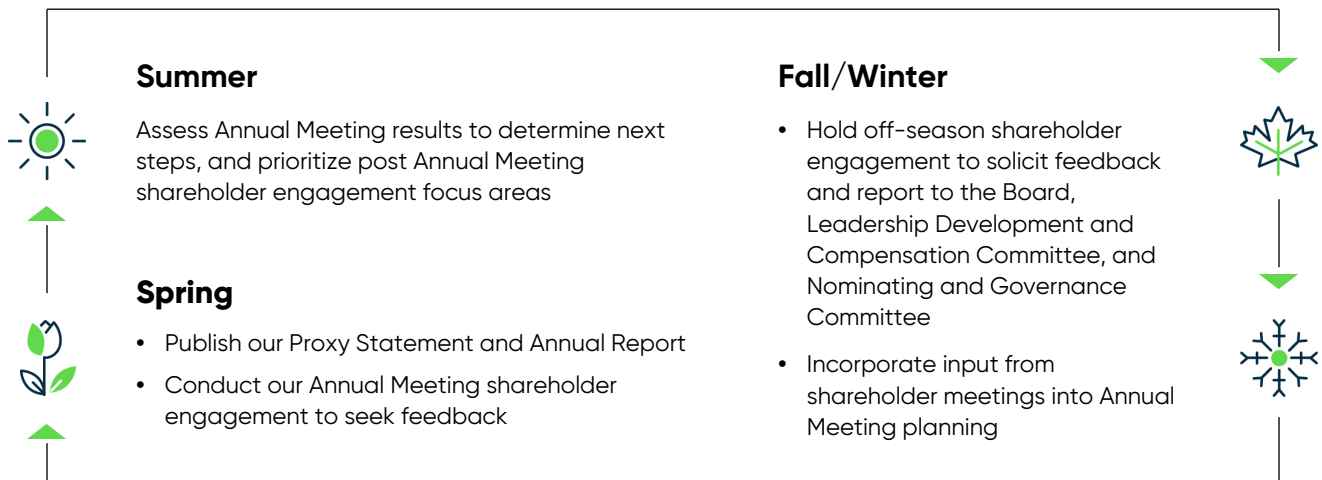 Summer
Assess Annual Meeting results to determine next
steps, and prioritize post Annual Meeting
shareholder engagement focus areas
Spring
• Publish our Proxy Statement and Annual Report
• Conduct our Annual Meeting shareholder
engagement to seek feedback
Fall/Winter
• Hold off-season shareholder
engagement to solicit feedback
and report to the Board,
Leadership Development and
Compensation Committee, and
Nominating and Governance
Committee
• Incorporate input from
shareholder meetings into Annual
Meeting planning